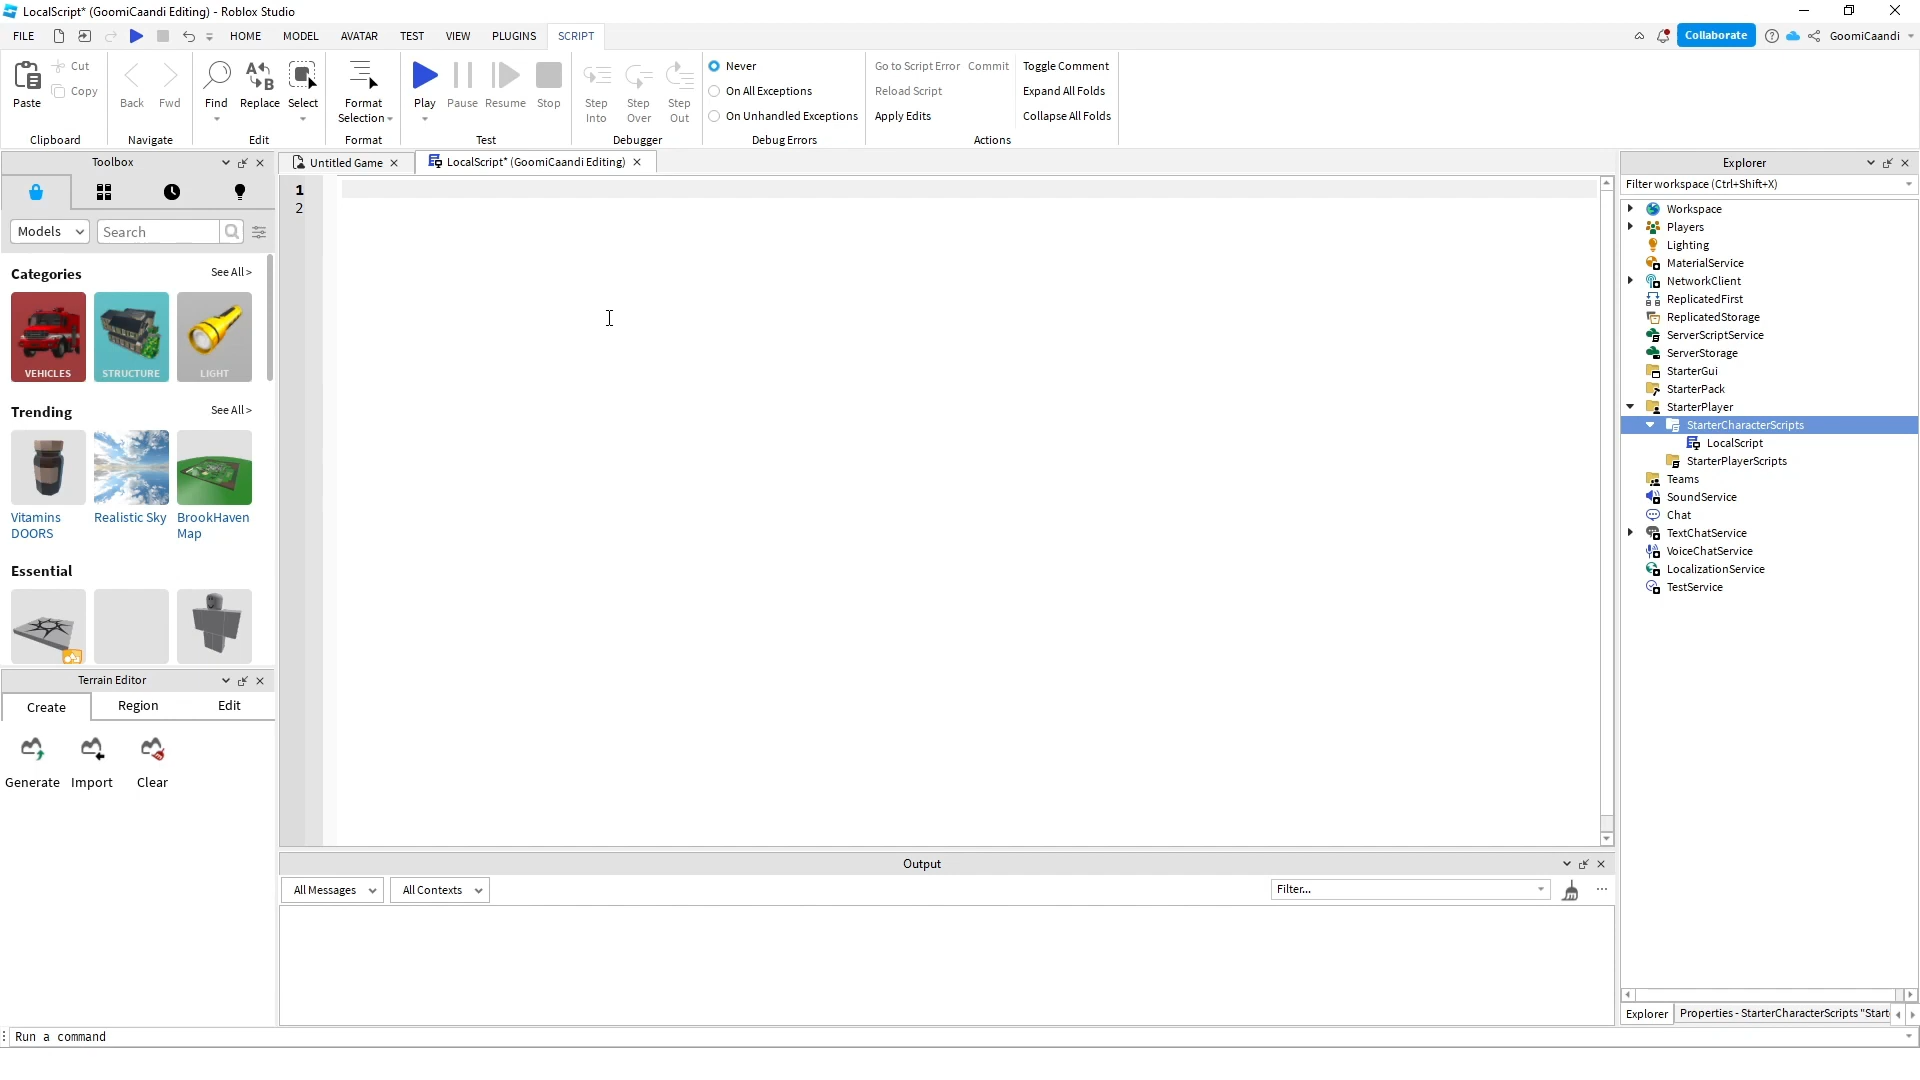 LocalScript* (GoomiCaandi Editing) - Roblox Studio
FILE HOME MODEL AVATAR TEST VIEW PLUGINS SCRIPT Collaborate GoomiCaandi
Paste Cut Copy
Clipboard
Back Fwd
Navigate
Find Replace Select
Edit
Format Selection
Format
Play Pause Resume Stop
Test
Step Into Step Over Step Out
Debugger
Never
On All Exceptions
On Unhandled Exceptions
Debug Errors
Go to Script Error Commit Toggle Comment
Reload Script Expand All Folds
Apply Edits Collapse All Folds
Actions
Toolbox
Models Search
Categories See All >
VEHICLES STRUCTURE LIGHT
Trending See All >
Vitamins DOORS
Realistic Sky
BrookHaven Map
Essential
Terrain Editor
Create Region Edit
Generate Import Clear
Untitled Game LocalScript* (GoomiCaandi Editing)
1
2
Output
All Messages All Contexts Filter...
Explorer
Filter workspace (Ctrl+Shift+X)
Workspace
Players
Lighting
MaterialService
NetworkClient
ReplicatedFirst
ReplicatedStorage
ServerScriptService
ServerStorage
StarterGui
StarterPack
StarterPlayer
StarterCharacterScripts
LocalScript
StarterPlayerScripts
Teams
SoundService
Chat
TextChatService
VoiceChatService
LocalizationService
TestService
Explorer Properties - StarterCharacterScripts "Start
Run a command